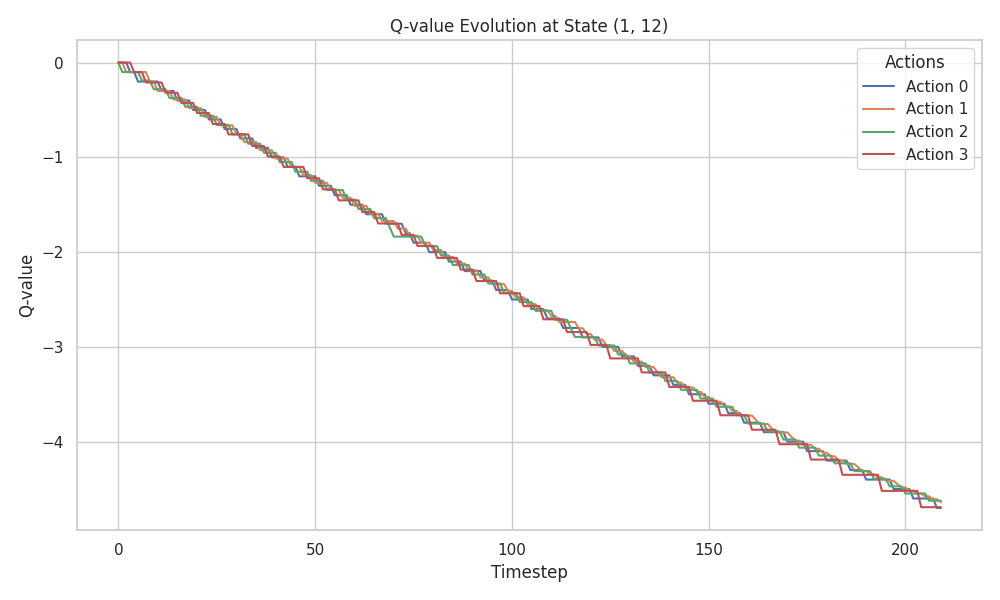 Q-value Evolution at State (1, 12)
Actions
Action 0
Action 1
Action 2
Action 3
Q-value
0
−1
−2
−3
−4
0 50 100 150 200
Timestep